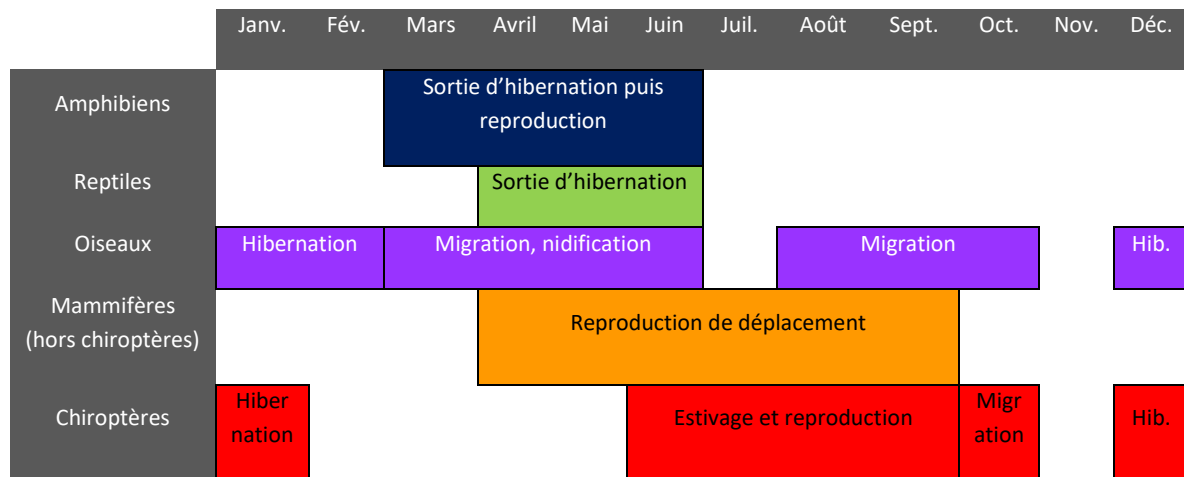 Janv. Fév. Mars Avril Mai Juin Juil. Août Sept. Oct. Nov. Déc.
Amphibiens
Sortie d’hibernation puis
reproduction
Reptiles
Sortie d’hibernation
Oiseaux
Hibernation
Migration, nidification
Migration
Hib.
Mammifères
(hors chiroptères)
Reproduction de déplacement
Chiroptères
Hiber
nation
Estivage et reproduction
Migr
ation
Hib.